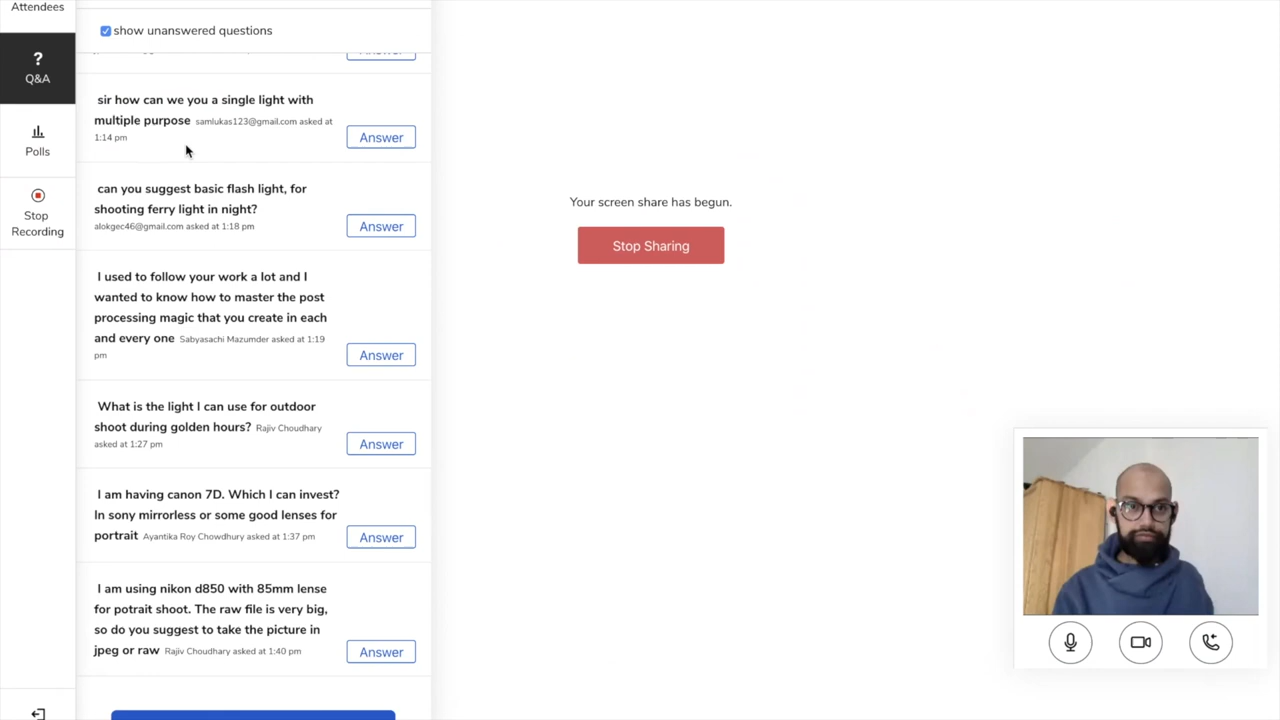 Attendees
show unanswered questions
?
Q&A
sir how can we you a single light with
multiple purpose samlukas123@gmail.com asked at
1:14 pm
Answer
Polls
can you suggest basic flash light, for
shooting ferry light in night?
alokgec46@gmail.com asked at 1:18 pm
Answer
Stop
Recording
I used to follow your work a lot and I
wanted to know how to master the post
processing magic that you create in each
and every one Sabyasachi Mazumder asked at 1:19
pm
Answer
What is the light I can use for outdoor
shoot during golden hours? Rajiv Choudhary
asked at 1:27 pm
Answer
I am having canon 7D. Which I can invest?
In sony mirrorless or some good lenses for
portrait Ayantika Roy Chowdhury asked at 1:37 pm
Answer
I am using nikon d850 with 85mm lense
for potrait shoot. The raw file is very big,
so do you suggest to take the picture in
jpeg or raw Rajiv Choudhary asked at 1:40 pm
Answer
Your screen share has begun.
Stop Sharing